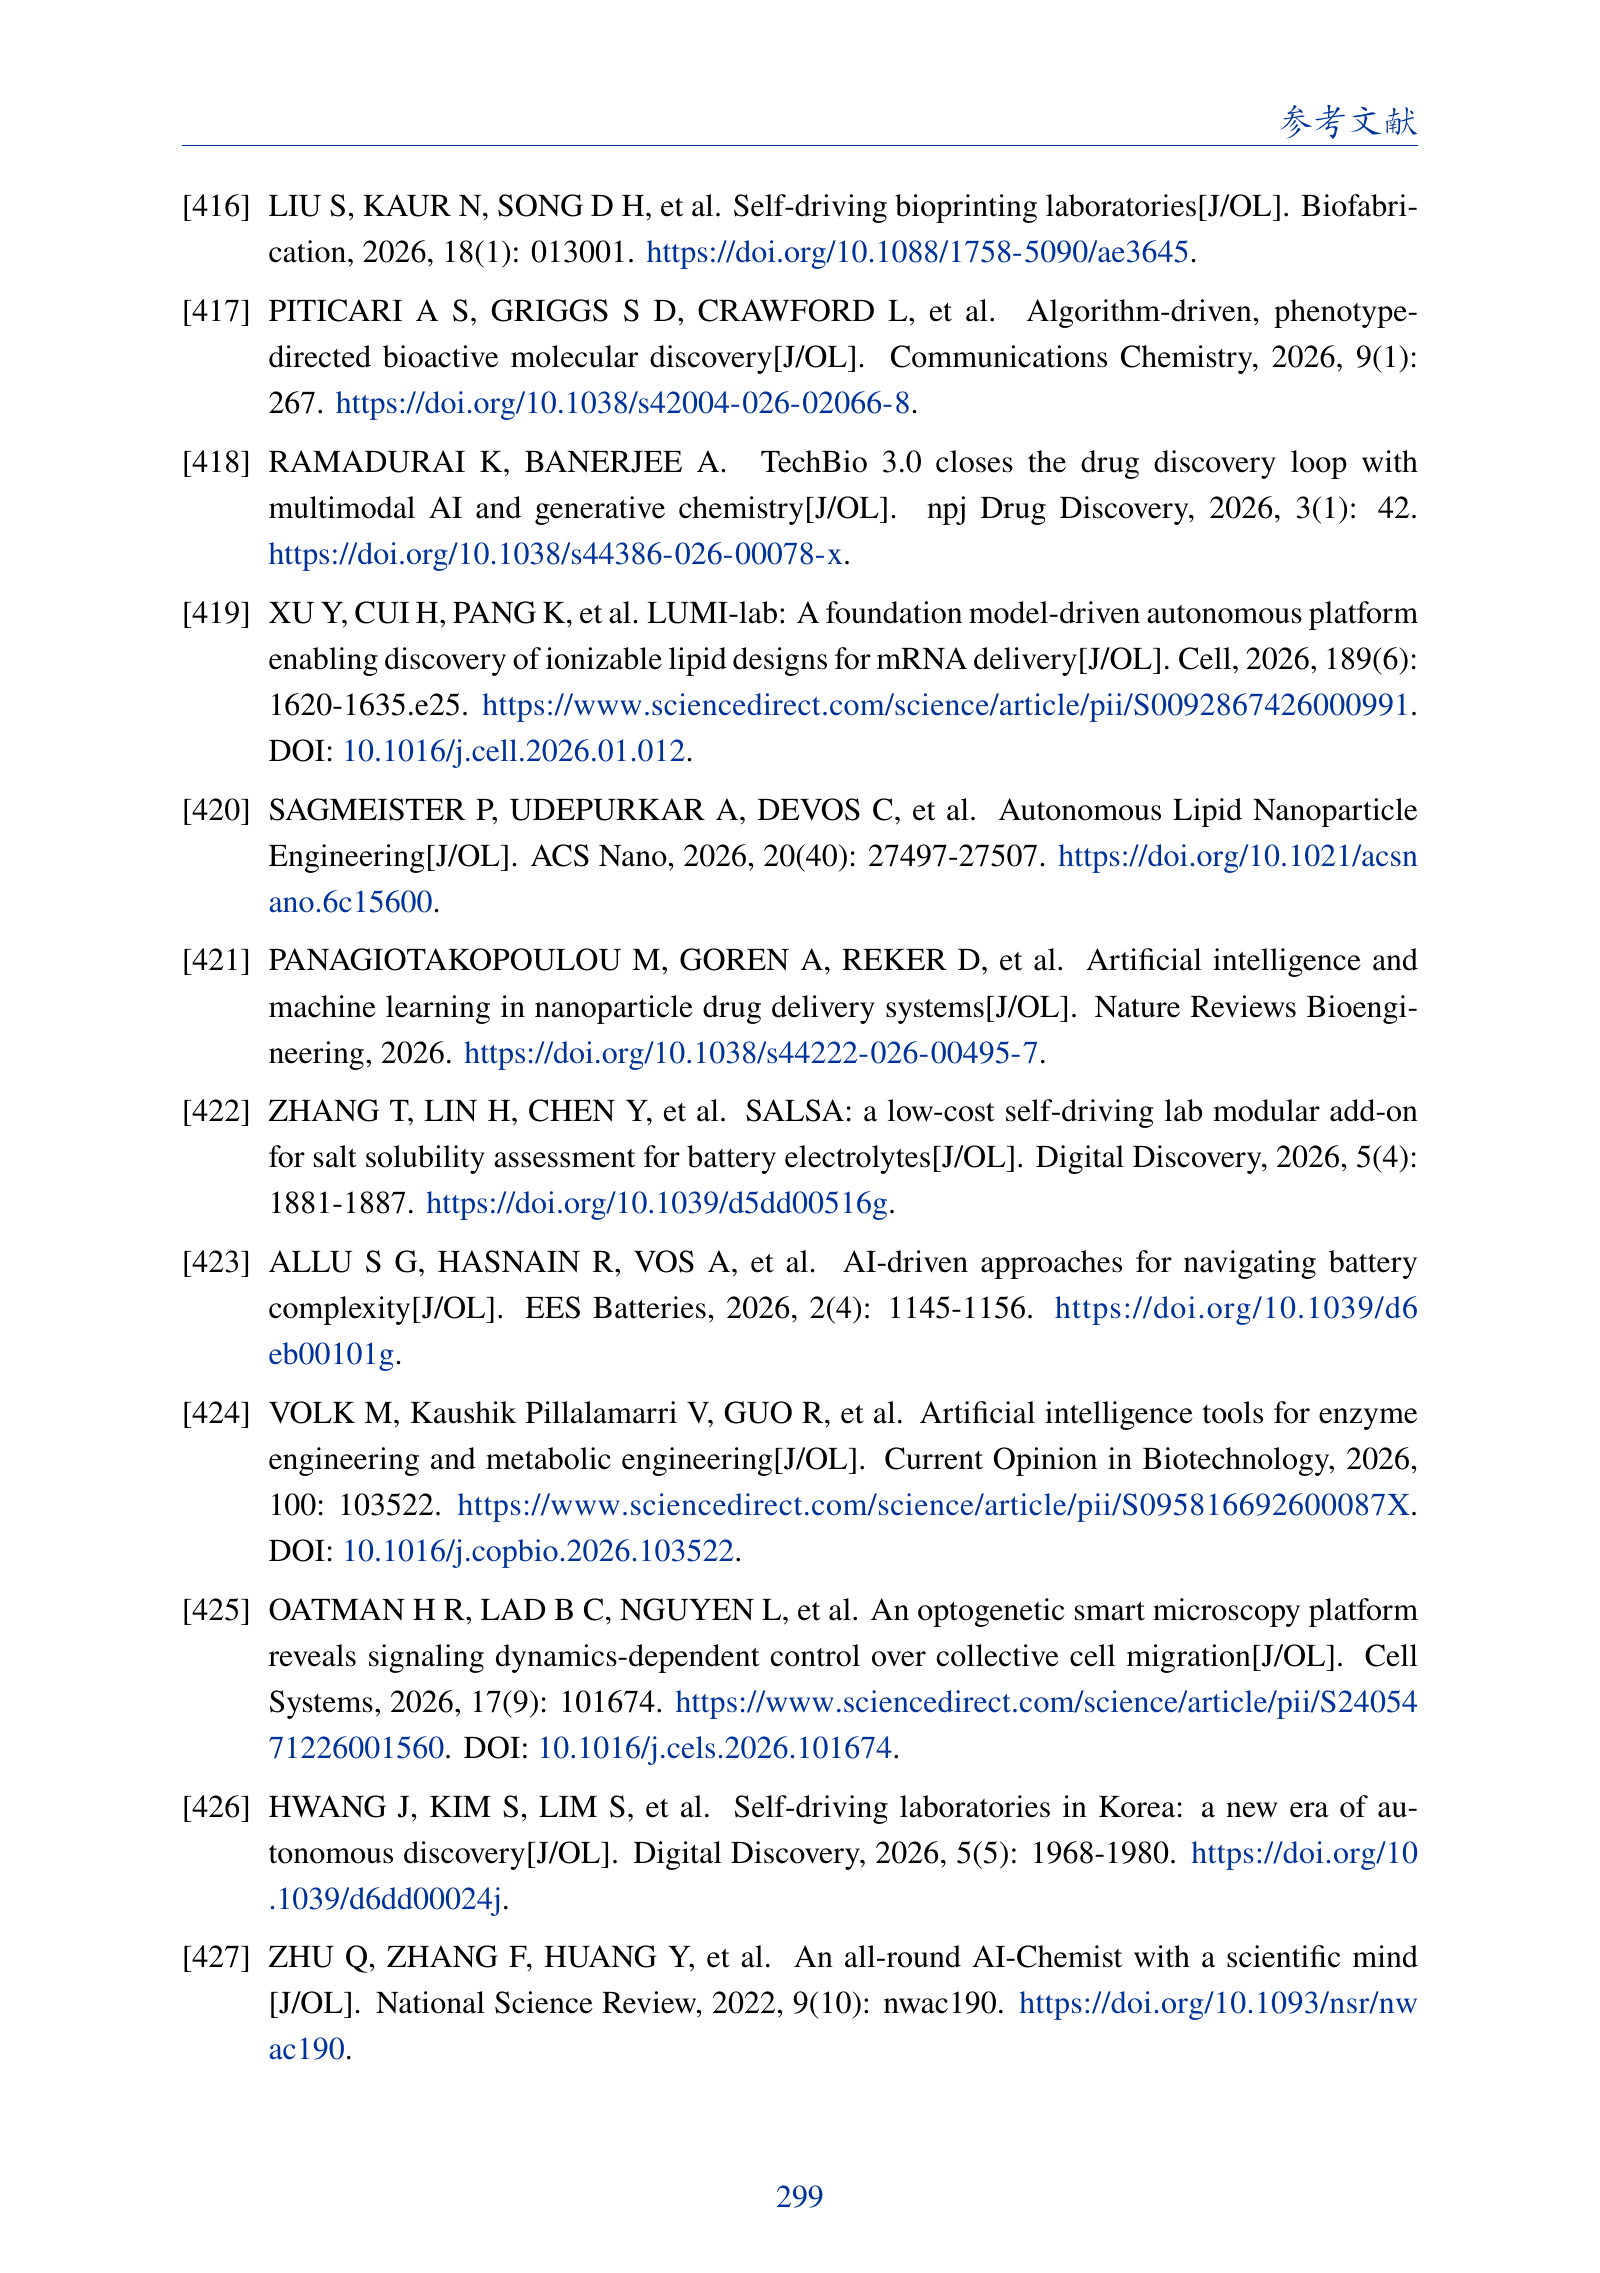 参考文献
[416] LIU S, KAUR N, SONG D H, et al. Self-driving bioprinting laboratories[J/OL]. Biofabri-
cation, 2026, 18(1): 013001. https://doi.org/10.1088/1758-5090/ae3645.
[417] PITICARI A S, GRIGGS S D, CRAWFORD L, et al. Algorithm-driven, phenotype-
directed bioactive molecular discovery[J/OL]. Communications Chemistry, 2026, 9(1):
267. https://doi.org/10.1038/s42004-026-02066-8.
[418] RAMADURAI K, BANERJEE A. TechBio 3.0 closes the drug discovery loop with
multimodal AI and generative chemistry[J/OL]. npj Drug Discovery, 2026, 3(1): 42.
https://doi.org/10.1038/s44386-026-00078-x.
[419] XU Y, CUI H, PANG K, et al. LUMI-lab: A foundation model-driven autonomous platform
enabling discovery of ionizable lipid designs for mRNA delivery[J/OL]. Cell, 2026, 189(6):
1620-1635.e25. https://www.sciencedirect.com/science/article/pii/S0092867426000991.
DOI: 10.1016/j.cell.2026.01.012.
[420] SAGMEISTER P, UDEPURKAR A, DEVOS C, et al. Autonomous Lipid Nanoparticle
Engineering[J/OL]. ACS Nano, 2026, 20(40): 27497-27507. https://doi.org/10.1021/acsn
ano.6c15600.
[421] PANAGIOTAKOPOULOU M, GOREN A, REKER D, et al. Artificial intelligence and
machine learning in nanoparticle drug delivery systems[J/OL]. Nature Reviews Bioengi-
neering, 2026. https://doi.org/10.1038/s44222-026-00495-7.
[422] ZHANG T, LIN H, CHEN Y, et al. SALSA: a low-cost self-driving lab modular add-on
for salt solubility assessment for battery electrolytes[J/OL]. Digital Discovery, 2026, 5(4):
1881-1887. https://doi.org/10.1039/d5dd00516g.
[423] ALLU S G, HASNAIN R, VOS A, et al. AI-driven approaches for navigating battery
complexity[J/OL]. EES Batteries, 2026, 2(4): 1145-1156. https://doi.org/10.1039/d6
eb00101g.
[424] VOLK M, Kaushik Pillalamarri V, GUO R, et al. Artificial intelligence tools for enzyme
engineering and metabolic engineering[J/OL]. Current Opinion in Biotechnology, 2026,
100: 103522. https://www.sciencedirect.com/science/article/pii/S095816692600087X.
DOI: 10.1016/j.copbio.2026.103522.
[425] OATMAN H R, LAD B C, NGUYEN L, et al. An optogenetic smart microscopy platform
reveals signaling dynamics-dependent control over collective cell migration[J/OL]. Cell
Systems, 2026, 17(9): 101674. https://www.sciencedirect.com/science/article/pii/S24054
71226001560. DOI: 10.1016/j.cels.2026.101674.
[426] HWANG J, KIM S, LIM S, et al. Self-driving laboratories in Korea: a new era of au-
tonomous discovery[J/OL]. Digital Discovery, 2026, 5(5): 1968-1980. https://doi.org/10
.1039/d6dd00024j.
[427] ZHU Q, ZHANG F, HUANG Y, et al. An all-round AI-Chemist with a scientific mind
[J/OL]. National Science Review, 2022, 9(10): nwac190. https://doi.org/10.1093/nsr/nw
ac190.
299